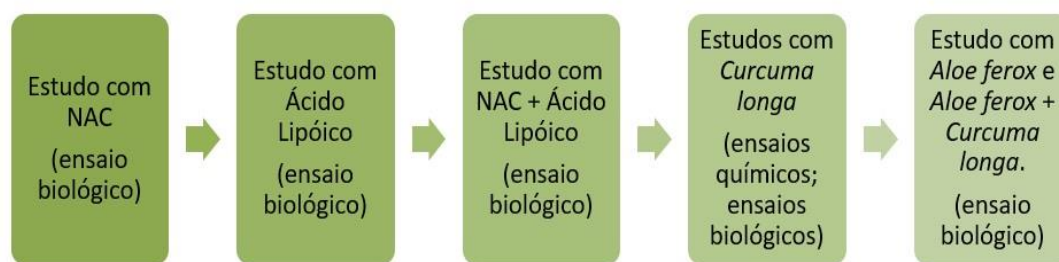 Estudo com
NAC
(ensaio
biológico)
Estudo com
Ácido
Lipóico
(ensaio
biológico)
Estudo com
NAC + Ácido
Lipóico
(ensaio
biológico)
Estudos com
Curcuma
longa
(ensaios
químicos;
ensaios
biológicos)
Estudo com
Aloe ferox e
Aloe ferox +
Curcuma
longa.
(ensaio
biológico)